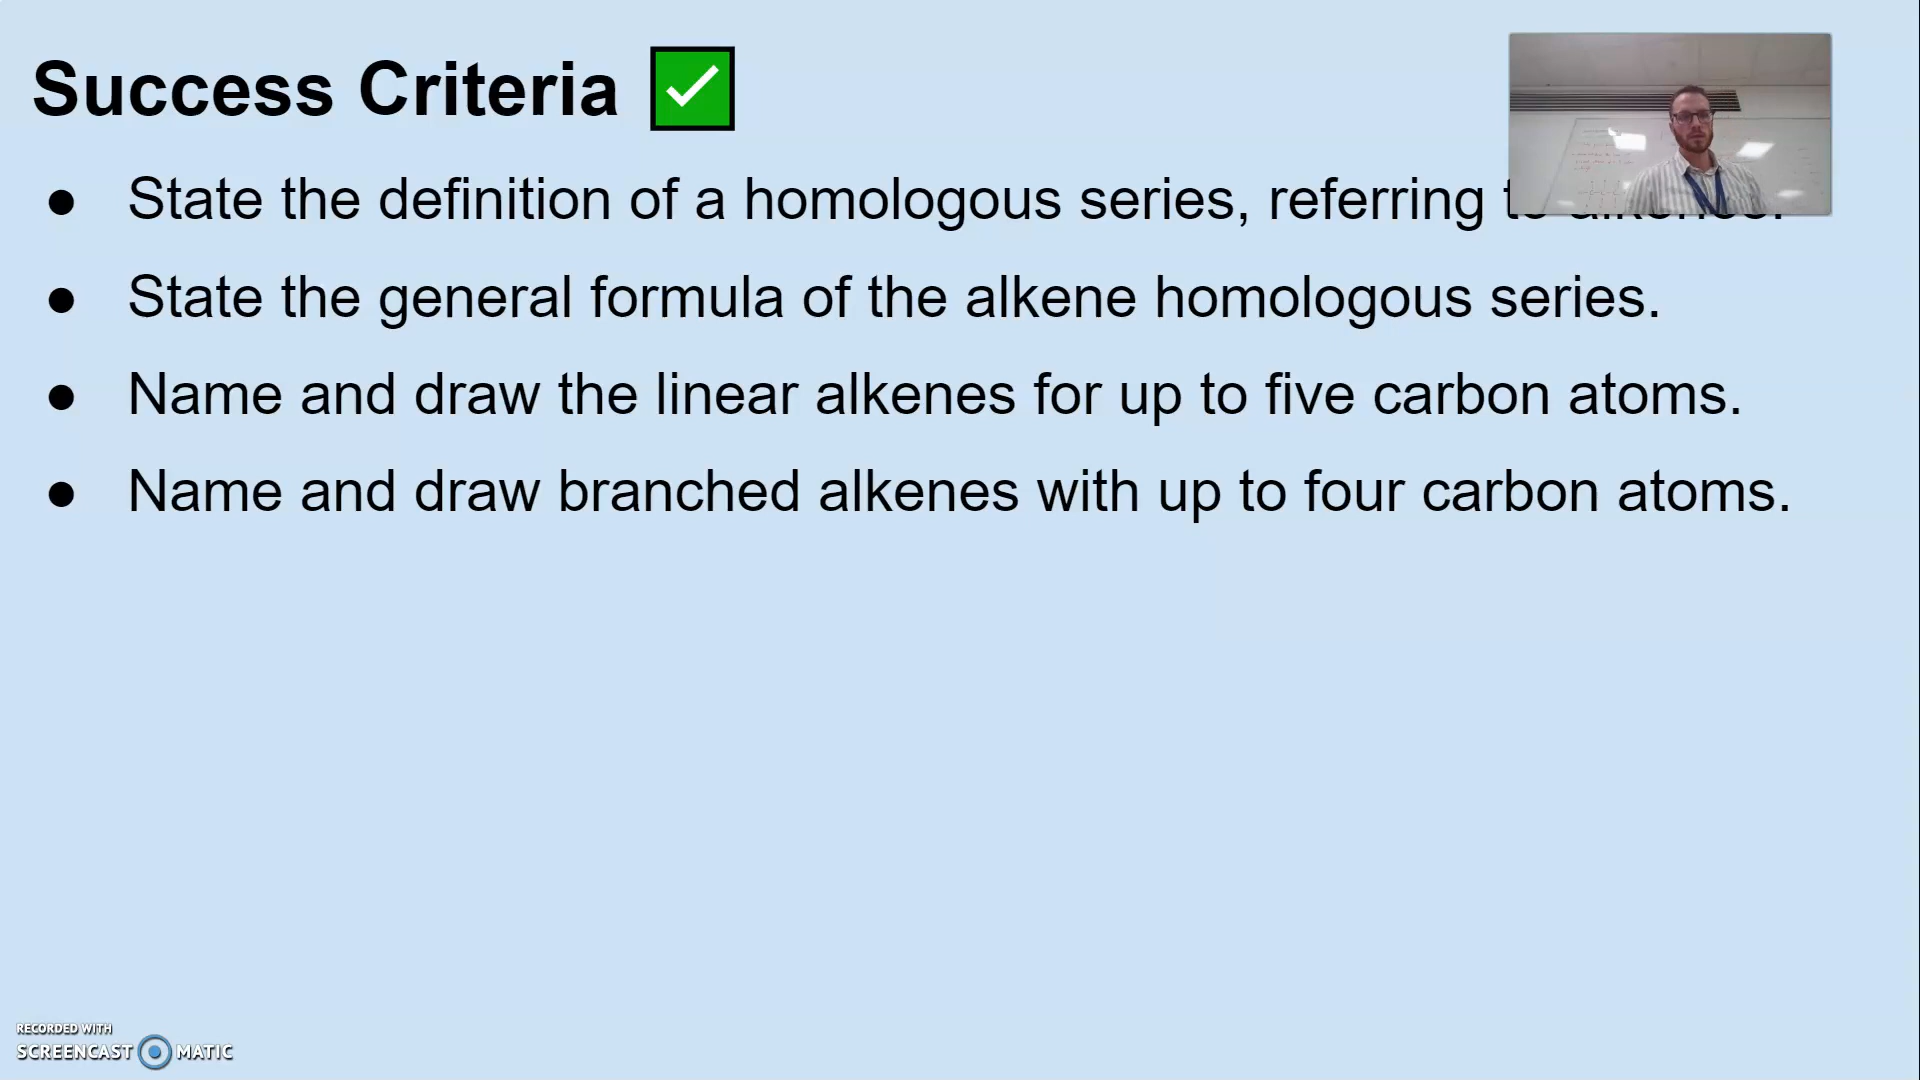 Success Criteria
● State the definition of a homologous series, referring to alkenes.
● State the general formula of the alkene homologous series.
● Name and draw the linear alkenes for up to five carbon atoms.
● Name and draw branched alkenes with up to four carbon atoms.
RECORDED WITH
SCREENCAST MATIC